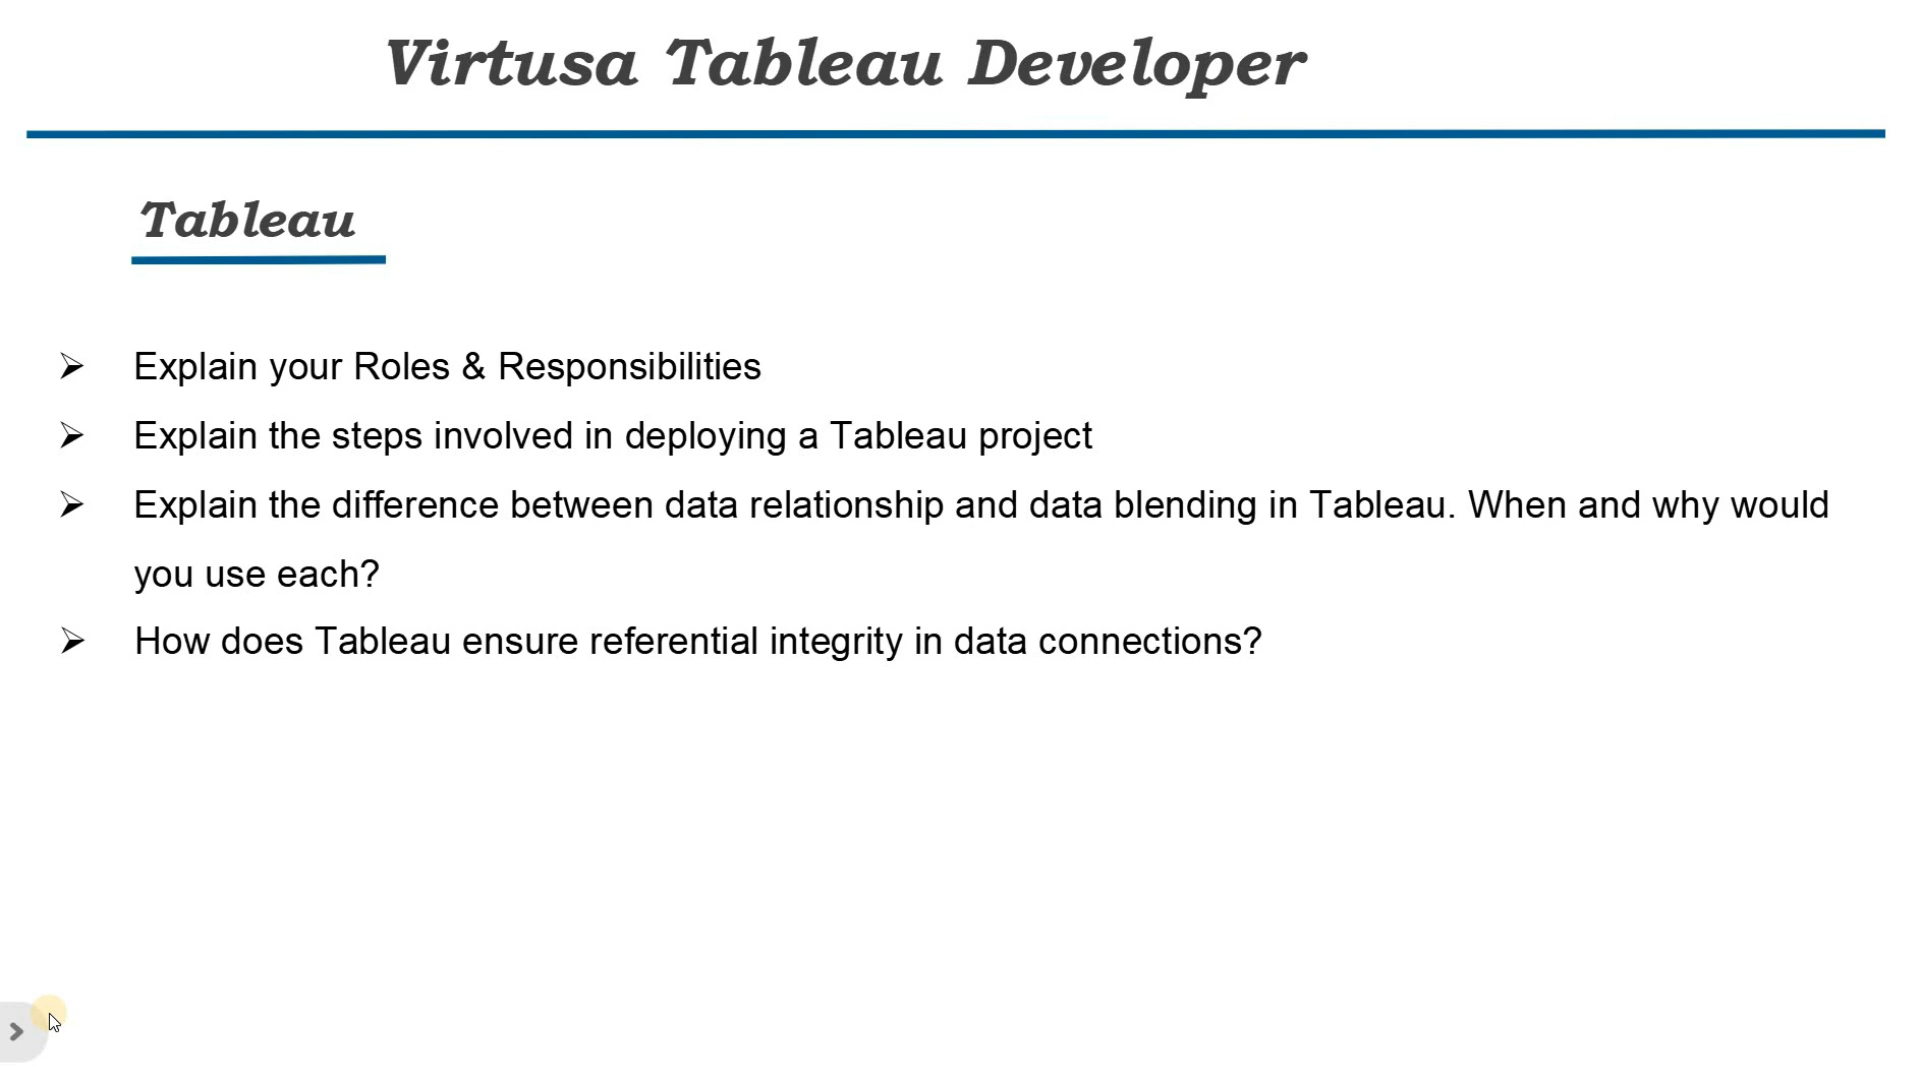 Virtusa Tableau Developer
Tableau
Explain your Roles & Responsibilities
Explain the steps involved in deploying a Tableau project
Explain the difference between data relationship and data blending in Tableau. When and why would
you use each?
How does Tableau ensure referential integrity in data connections?